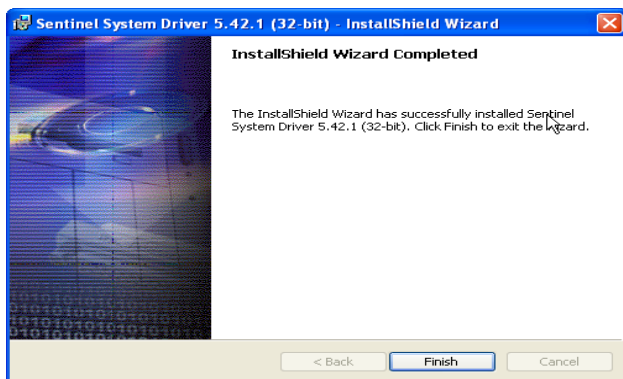 Sentinel System Driver 5.42.1 (32-bit) - InstallShield Wizard
InstallShield Wizard Completed
The InstallShield Wizard has successfully installed Sentinel
System Driver 5.42.1 (32-bit). Click Finish to exit the wizard.
< Back
Finish
Cancel